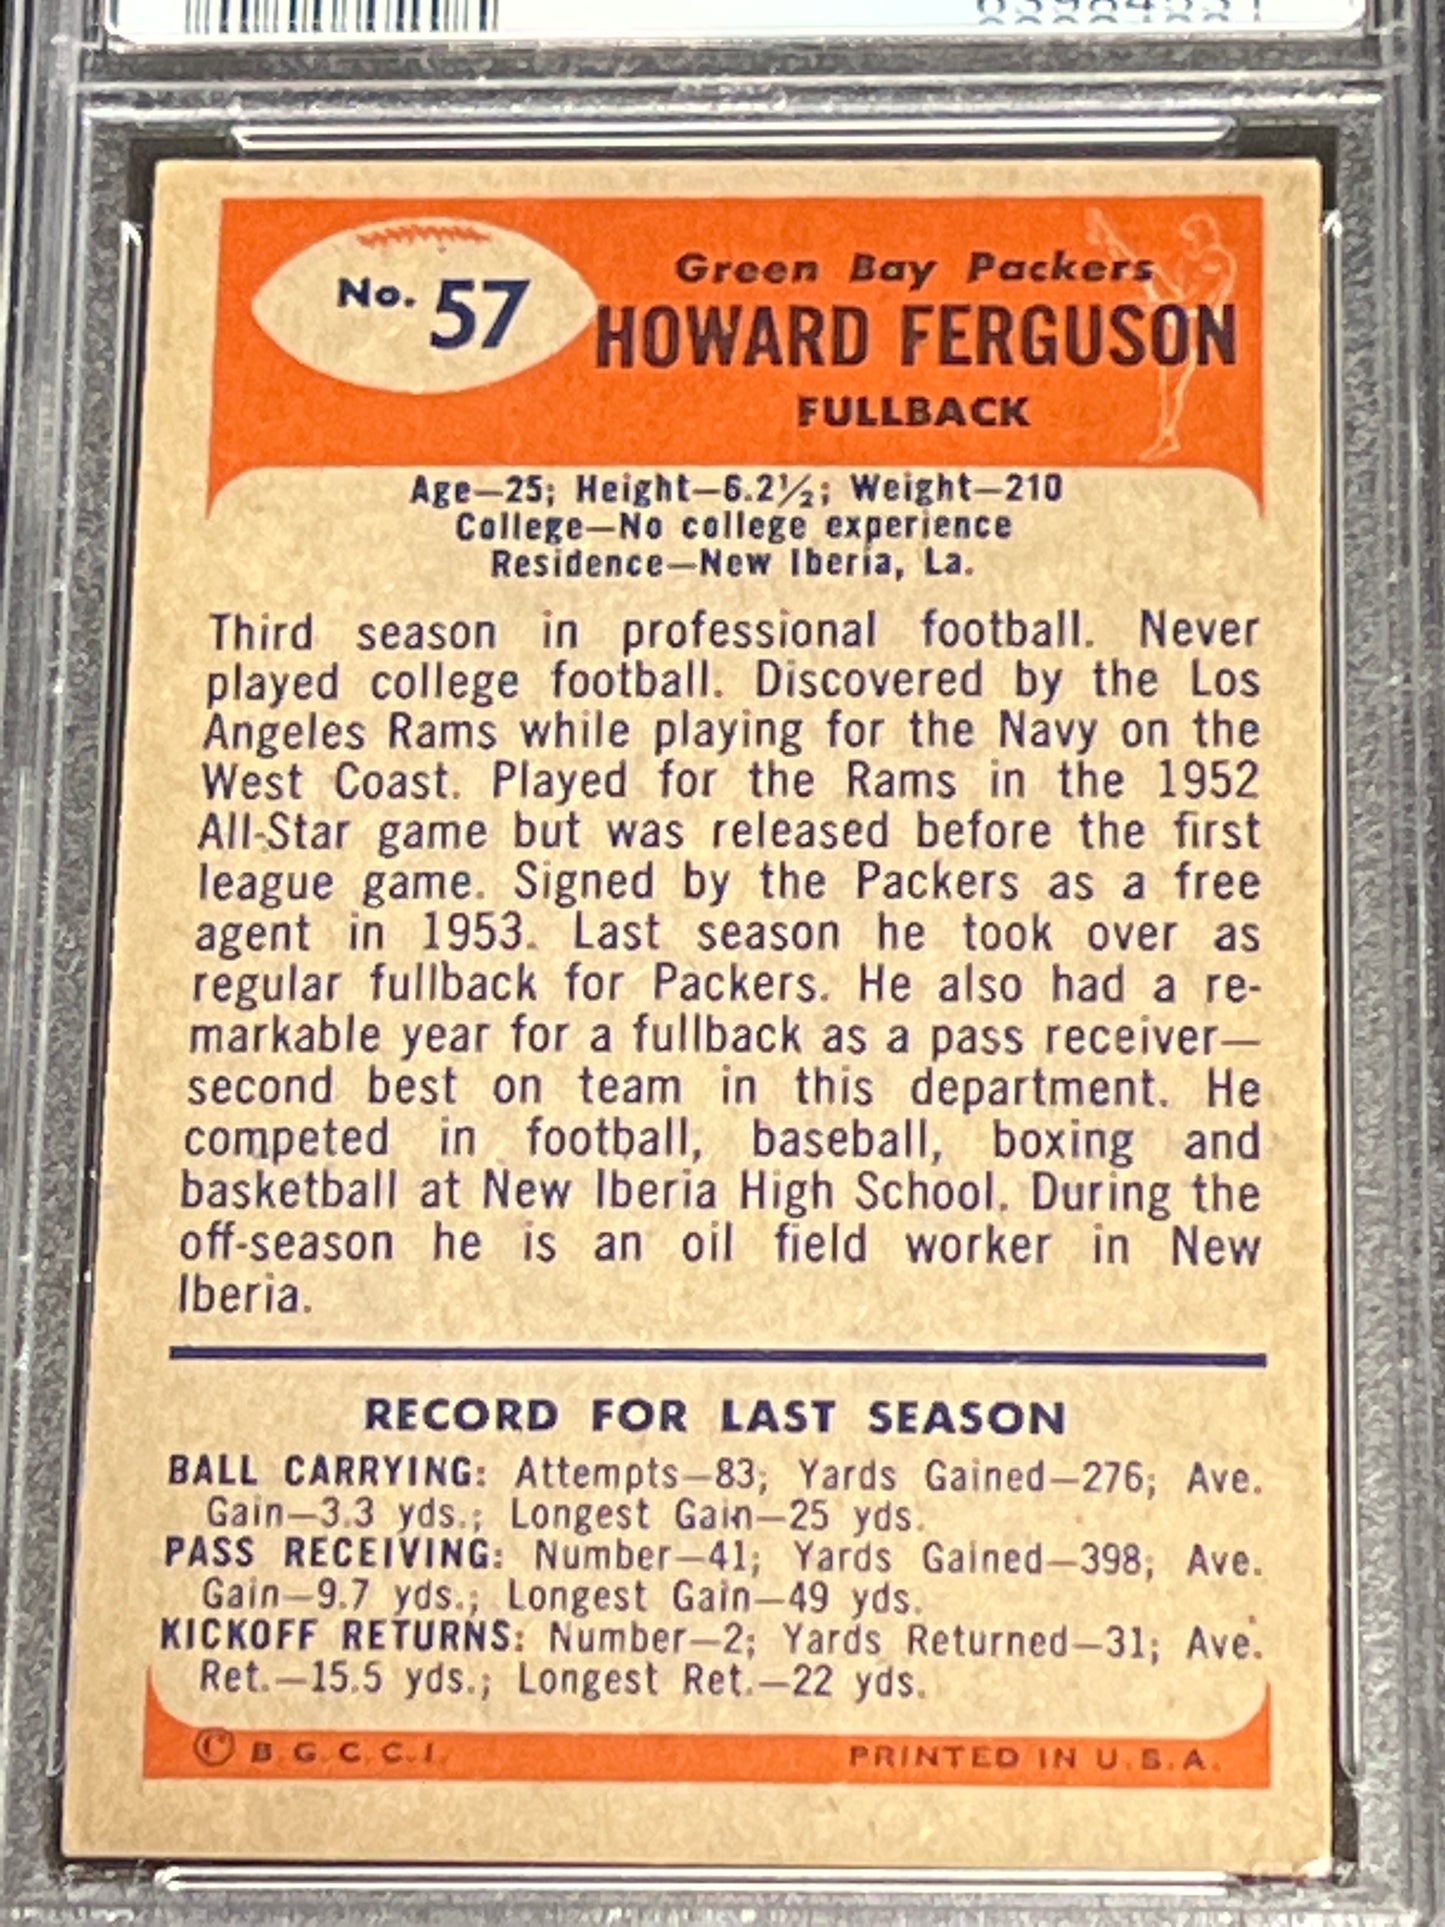 No. 57
Green Bay Packers
HOWARD FERGUSON
FULLBACK
Age—25; Height—6.2½; Weight—210
College—No college experience
Residence—New Iberia, La.
Third season in professional football. Never
played college football. Discovered by the Los
Angeles Rams while playing for the Navy on the
West Coast. Played for the Rams in the 1952
All-Star game but was released before the first
league game. Signed by the Packers as a free
agent in 1953. Last season he took over as
regular fullback for Packers. He also had a re-
markable year for a fullback as a pass receiver—
second best on team in this department. He
competed in football, baseball, boxing and
basketball at New Iberia High School. During the
off-season he is an oil field worker in New
Iberia.
RECORD FOR LAST SEASON
BALL CARRYING: Attempts—83; Yards Gained—276; Ave.
Gain—3.3 yds.; Longest Gain—25 yds.
PASS RECEIVING: Number—41; Yards Gained—398; Ave.
Gain—9.7 yds.; Longest Gain—49 yds.
KICKOFF RETURNS: Number—2; Yards Returned—31; Ave.
Ret.—15.5 yds.; Longest Ret.—22 yds.
© B.G.C.C.I. PRINTED IN U.S.A.